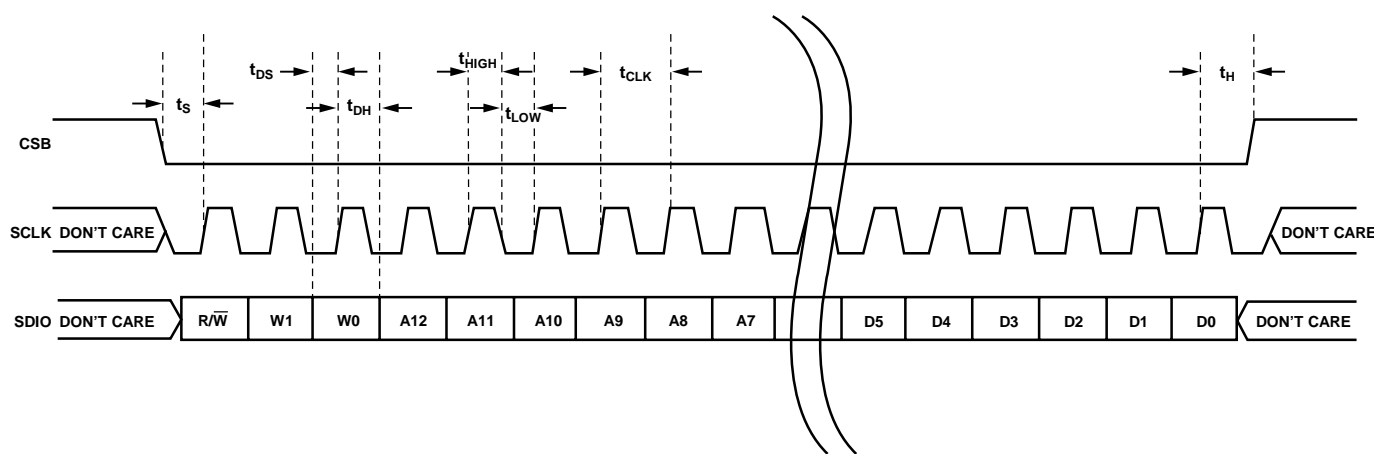 tS
tDS
tDH
tHIGH
tLOW
tCLK
tH
CSB
SCLK DON'T CARE
DON'T CARE
SDIO DON'T CARE R/W̅ W1 W0 A12 A11 A10 A9 A8 A7 D5 D4 D3 D2 D1 D0 DON'T CARE